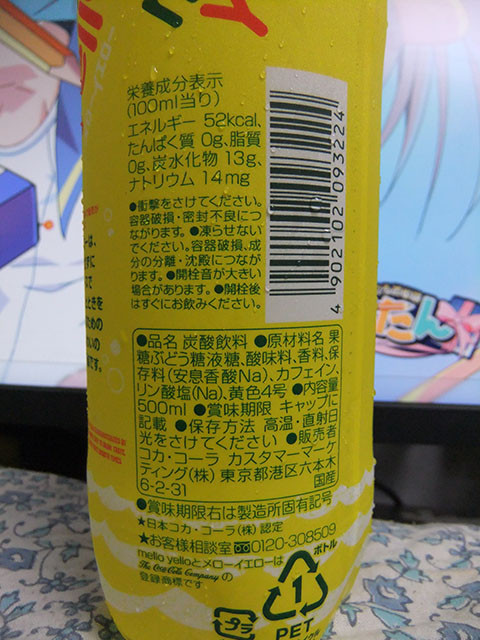 栄養成分表示
(100ml当り)
エネルギー 52kcal、
たんぱく質 0g、脂質
0g、炭水化物 13g、
ナトリウム 14mg
●衝撃をさけてください。
容器破損・密封不良につ
ながります。●凍らせない
でください。容器破損、成
分の分離・沈殿につなが
ります。●開栓音が大きい
場合があります。●開栓後
はすぐにお飲みください。
4 902102 093224
●品名 炭酸飲料 ●原材料名 果
糖ぶどう糖液糖、酸味料、香料、保
存料(安息香酸Na)、カフェイン、
リン酸塩(Na)、黄色4号 ●内容量
500ml ●賞味期限 キャップに
記載 ●保存方法 高温・直射日
光をさけてください ●販売者
コカ・コーラ カスタマーマーケ
ティング(株) 東京都港区六本木
6-2-31 国産
●賞味期限右は製造所固有記号
★日本コカ・コーラ(株) 認定
★お客様相談室 0120-308509
mello yelloとメローイエローは
The Coca-Cola Companyの
登録商標です
ボトル
1
PET
プラ
たん